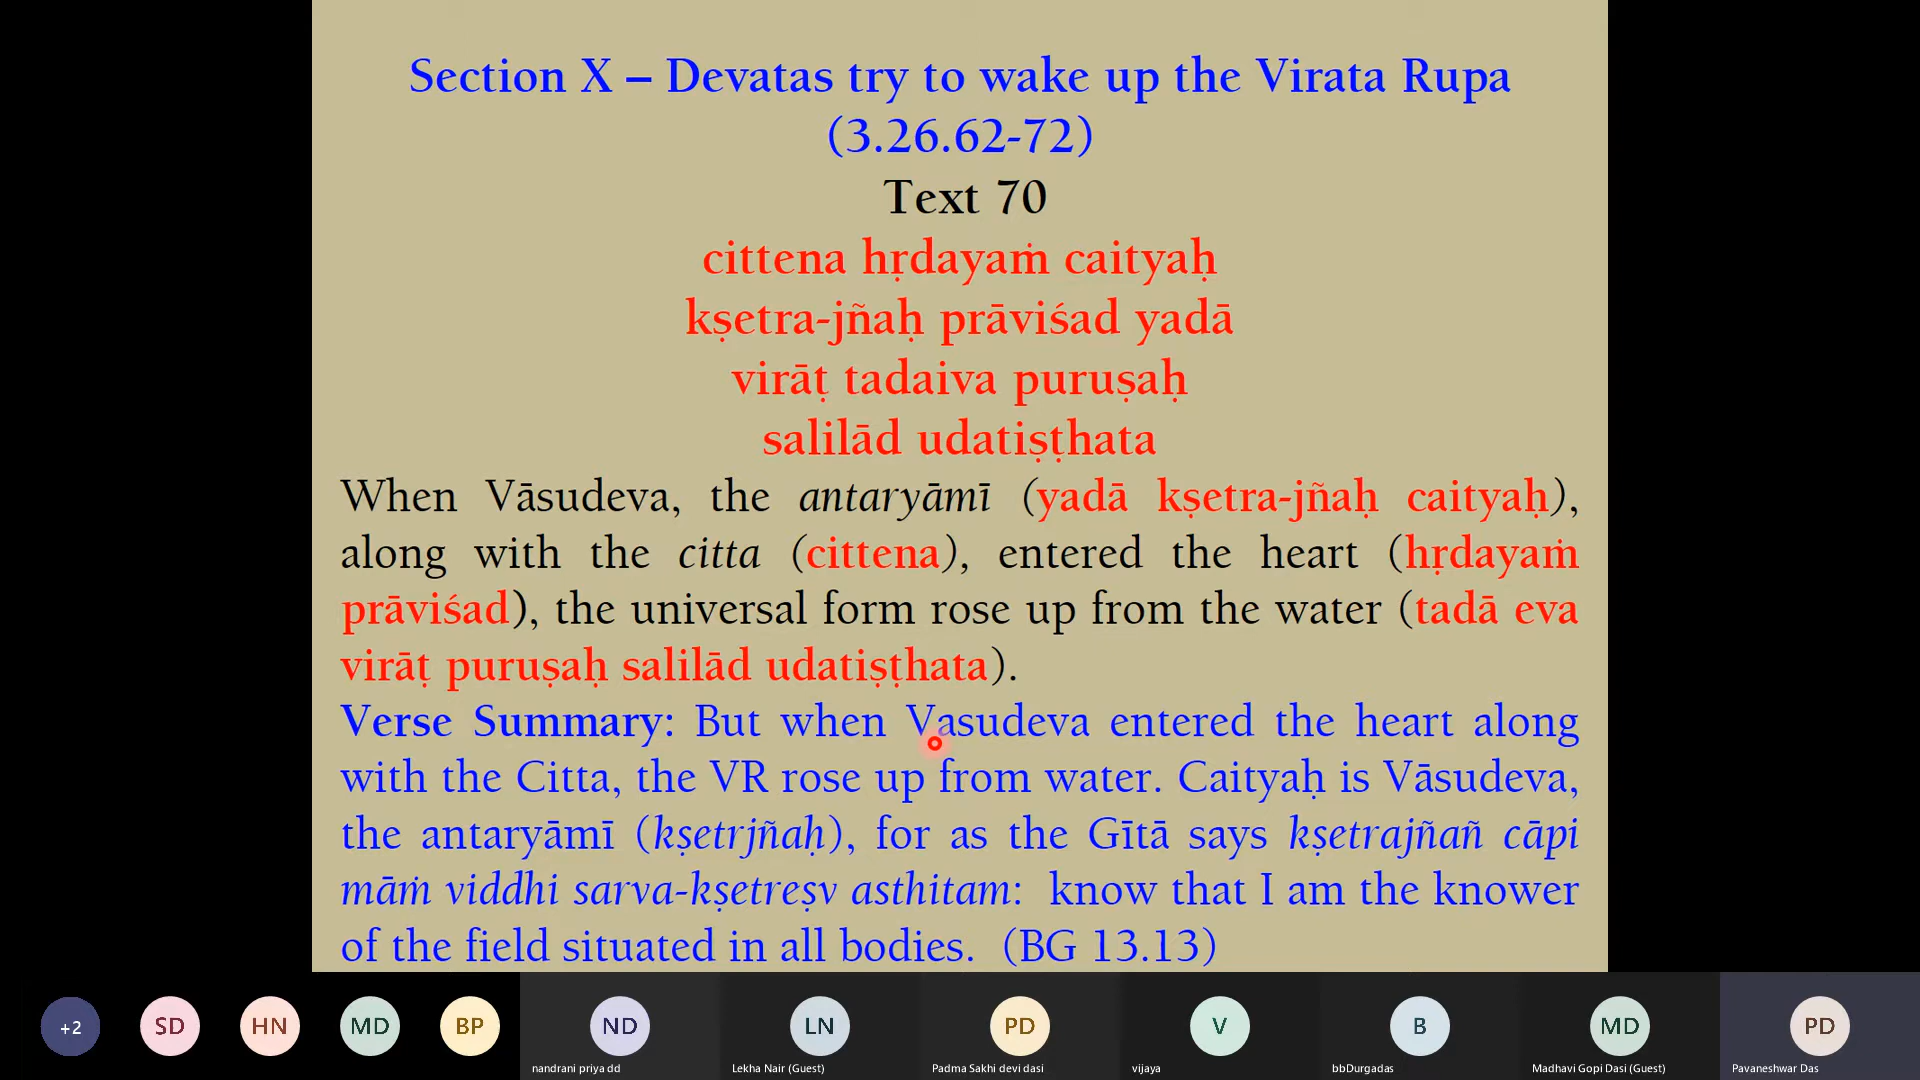 Section X – Devatas try to wake up the Virata Rupa
(3.26.62-72)
Text 70
cittena hṛdayaṁ caityaḥ
kṣetra-jñaḥ prāviśad yadā
virāṭ tadaiva puruṣaḥ
salilād udatiṣṭhata
When Vāsudeva, the antaryāmī (yadā kṣetra-jñaḥ caityaḥ),
along with the citta (cittena), entered the heart (hṛdayaṁ
prāviśad), the universal form rose up from the water (tadā eva
virāṭ puruṣaḥ salilād udatiṣṭhata).
Verse Summary: But when Vasudeva entered the heart along
with the Citta, the VR rose up from water. Caityaḥ is Vāsudeva,
the antaryāmī (kṣetrjñaḥ), for as the Gītā says kṣetrajñañ cāpi
māṁ viddhi sarva-kṣetreṣv asthitam: know that I am the knower
of the field situated in all bodies. (BG 13.13)
+2 SD HN MD BP ND LN PD V B MD PD
nandrani priya dd Lekha Nair (Guest) Padma Sakhi devi dasi vijaya bbDurgadas Madhavi Gopi Dasi (Guest) Pavaneshwar Das